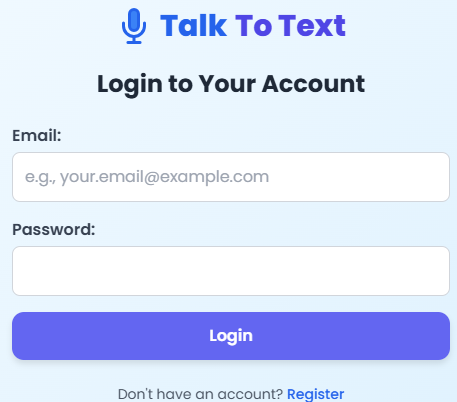 Talk To Text
Login to Your Account
Email:
e.g., your.email@example.com
Password:
Login
Don't have an account? Register